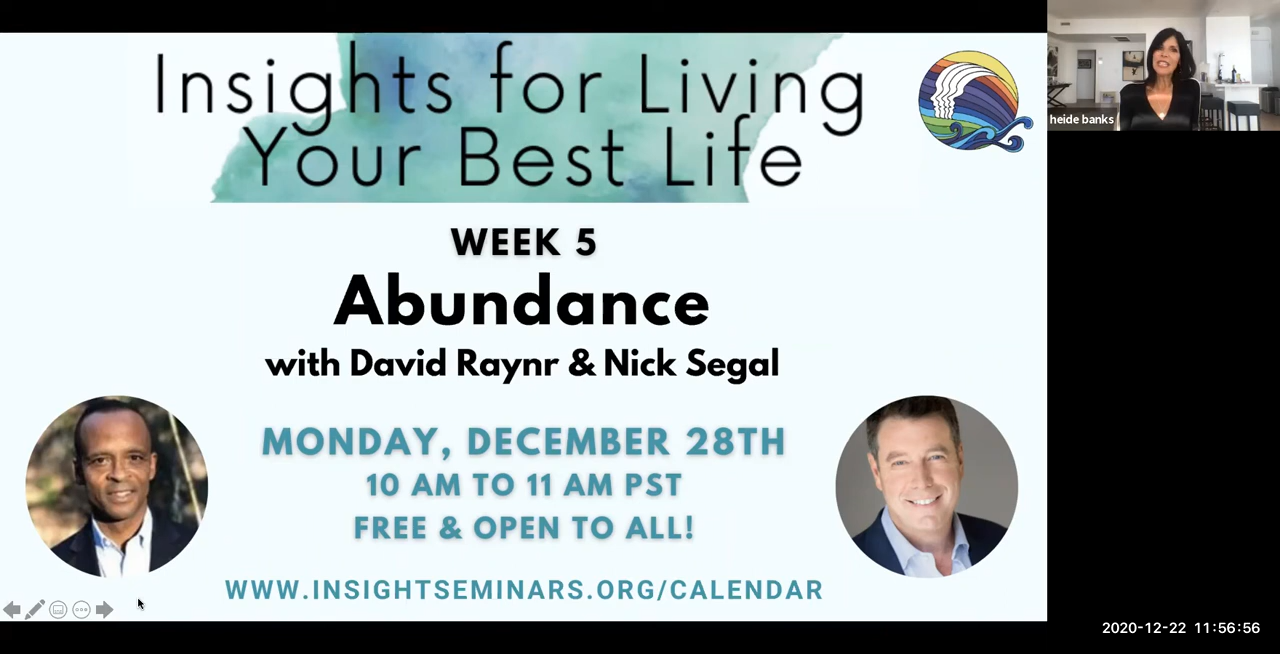 Insights for Living
Your Best Life
heide banks
WEEK 5
Abundance
with David Raynr & Nick Segal
MONDAY, DECEMBER 28TH
10 AM TO 11 AM PST
FREE & OPEN TO ALL!
WWW.INSIGHTSEMINARS.ORG/CALENDAR
2020-12-22 11:56:56